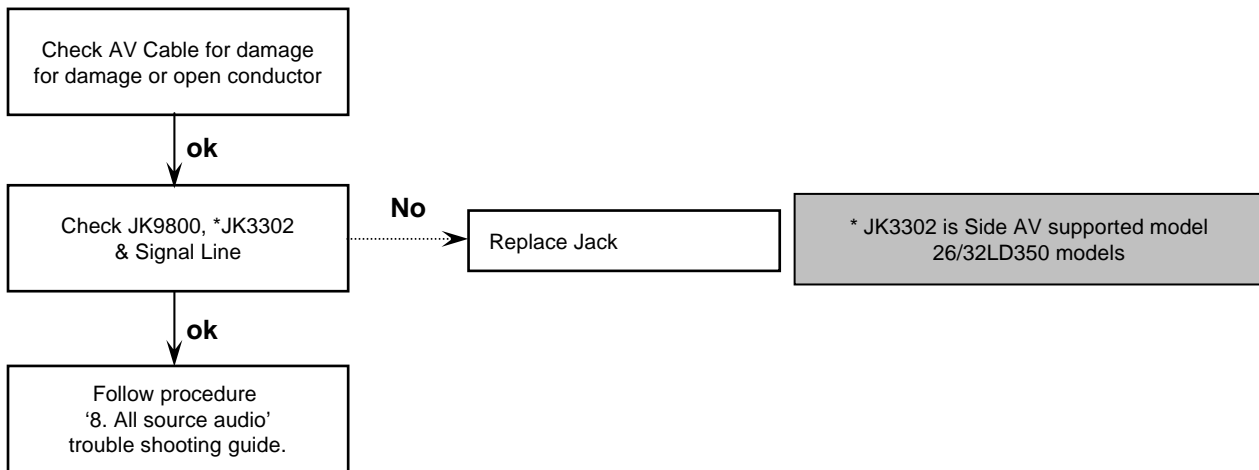 Check AV Cable for damage
for damage or open conductor
ok
Check JK9800, *JK3302
& Signal Line
No
Replace Jack
* JK3302 is Side AV supported model
26/32LD350 models
ok
Follow procedure
‘8. All source audio’
trouble shooting guide.